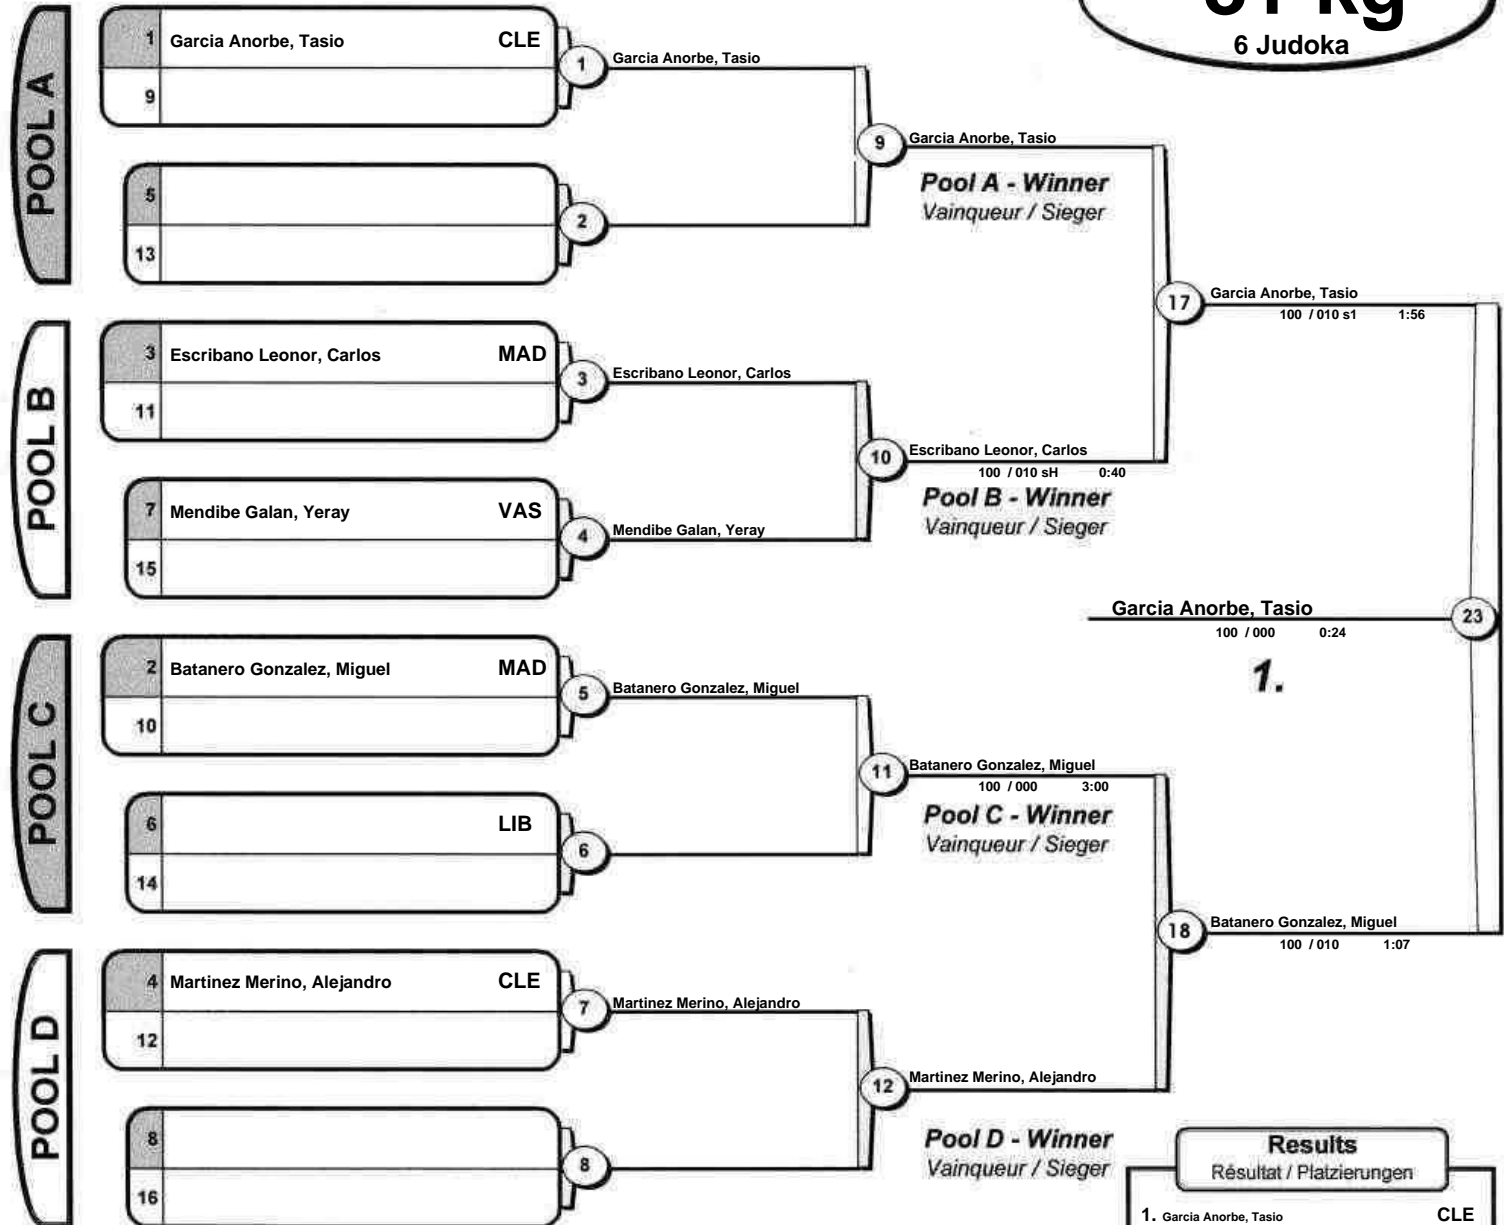 6 Judoka
POOL A
1 Garcia Anorbe, Tasio CLE
9
5
13
1 Garcia Anorbe, Tasio
2
9 Garcia Anorbe, Tasio
Pool A - Winner
Vainqueur / Sieger
POOL B
3 Escribano Leonor, Carlos MAD
11
7 Mendibe Galan, Yeray VAS
15
3 Escribano Leonor, Carlos
4 Mendibe Galan, Yeray
10 Escribano Leonor, Carlos
100 / 010 sH 0:40
Pool B - Winner
Vainqueur / Sieger
17 Garcia Anorbe, Tasio
100 / 010 s1 1:56
POOL C
2 Batanero Gonzalez, Miguel MAD
10
6 LIB
14
5 Batanero Gonzalez, Miguel
6
11 Batanero Gonzalez, Miguel
100 / 000 3:00
Pool C - Winner
Vainqueur / Sieger
POOL D
4 Martinez Merino, Alejandro CLE
12
8
16
7 Martinez Merino, Alejandro
8
12 Martinez Merino, Alejandro
Pool D - Winner
Vainqueur / Sieger
18 Batanero Gonzalez, Miguel
100 / 010 1:07
Garcia Anorbe, Tasio 23
100 / 000 0:24
1.
Results
Résultat / Platzierungen
1. Garcia Anorbe, Tasio CLE